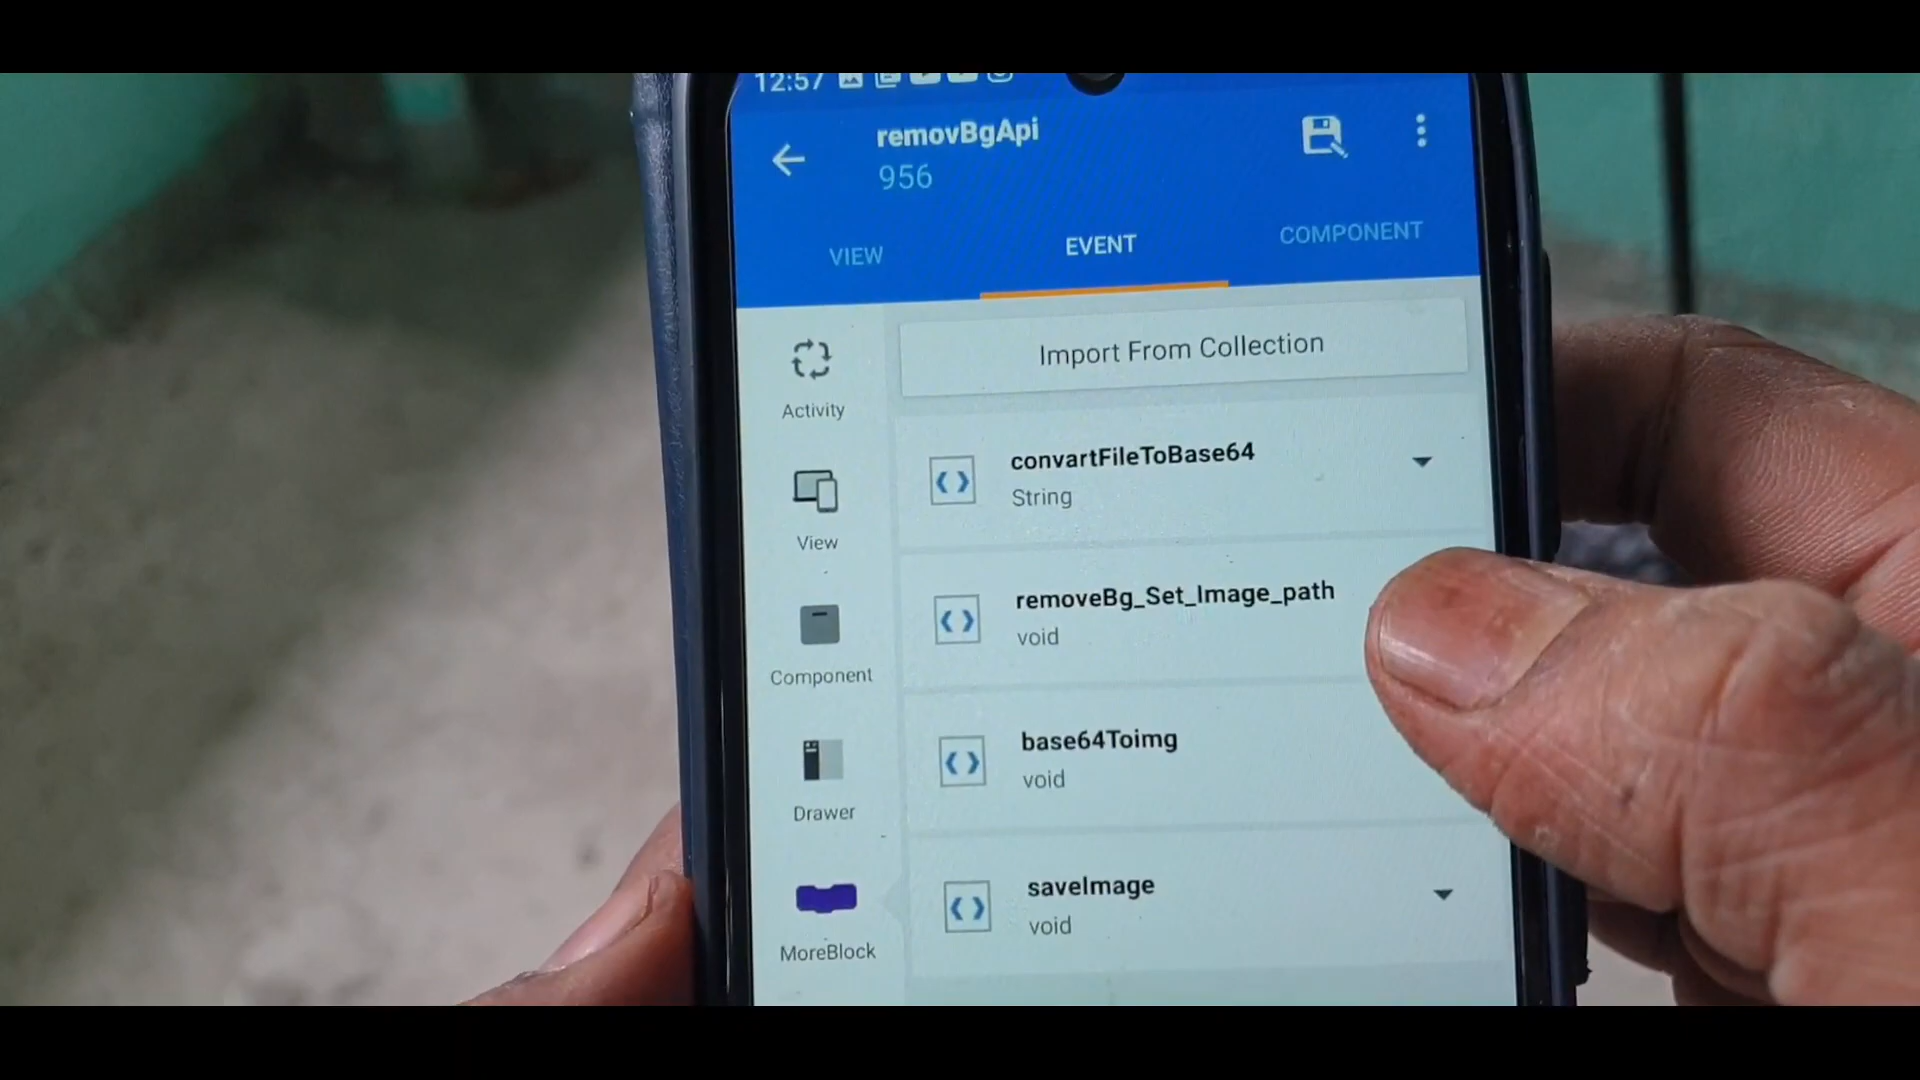 12:57
removBgApi
956
VIEW
EVENT
COMPONENT
Import From Collection
Activity
convartFileToBase64
String
View
removeBg_Set_Image_path
void
Component
base64Toimg
void
Drawer
saveImage
void
MoreBlock